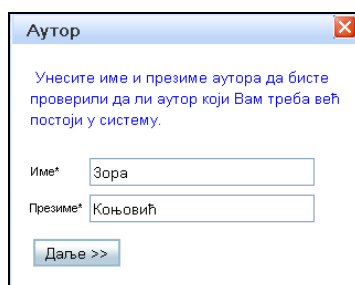 Аутор
Унесите име и презиме аутора да бисте
проверили да ли аутор који Вам треба већ
постоји у систему.
Име* Зора
Презиме* Коњовић
Даље >>